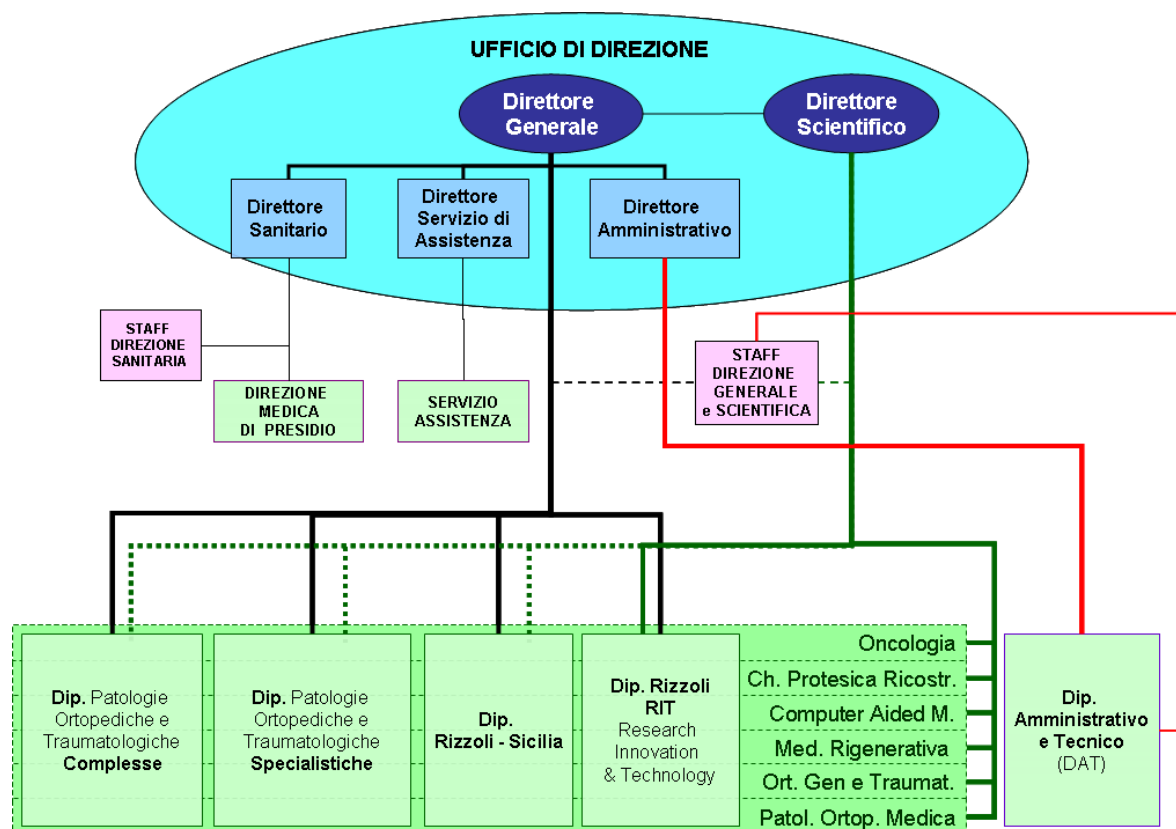 UFFICIO DI DIREZIONE
Direttore
Generale
Direttore
Scientifico
Direttore
Sanitario
Direttore
Servizio di
Assistenza
Direttore
Amministrativo
STAFF
DIREZIONE
SANITARIA
STAFF
DIREZIONE
GENERALE
e SCIENTIFICA
DIREZIONE
MEDICA
DI PRESIDIO
SERVIZIO
ASSISTENZA
Dip. Patologie
Ortopediche e
Traumatologiche
Complesse
Dip. Patologie
Ortopediche e
Traumatologiche
Specialistiche
Dip.
Rizzoli - Sicilia
Dip. Rizzoli
RIT
Research
Innovation
& Technology
Oncologia
Ch. Protesica Ricostr.
Computer Aided M.
Med. Rigenerativa
Ort. Gen e Traumat.
Patol. Ortop. Medica
Dip.
Amministrativo
e Tecnico
(DAT)